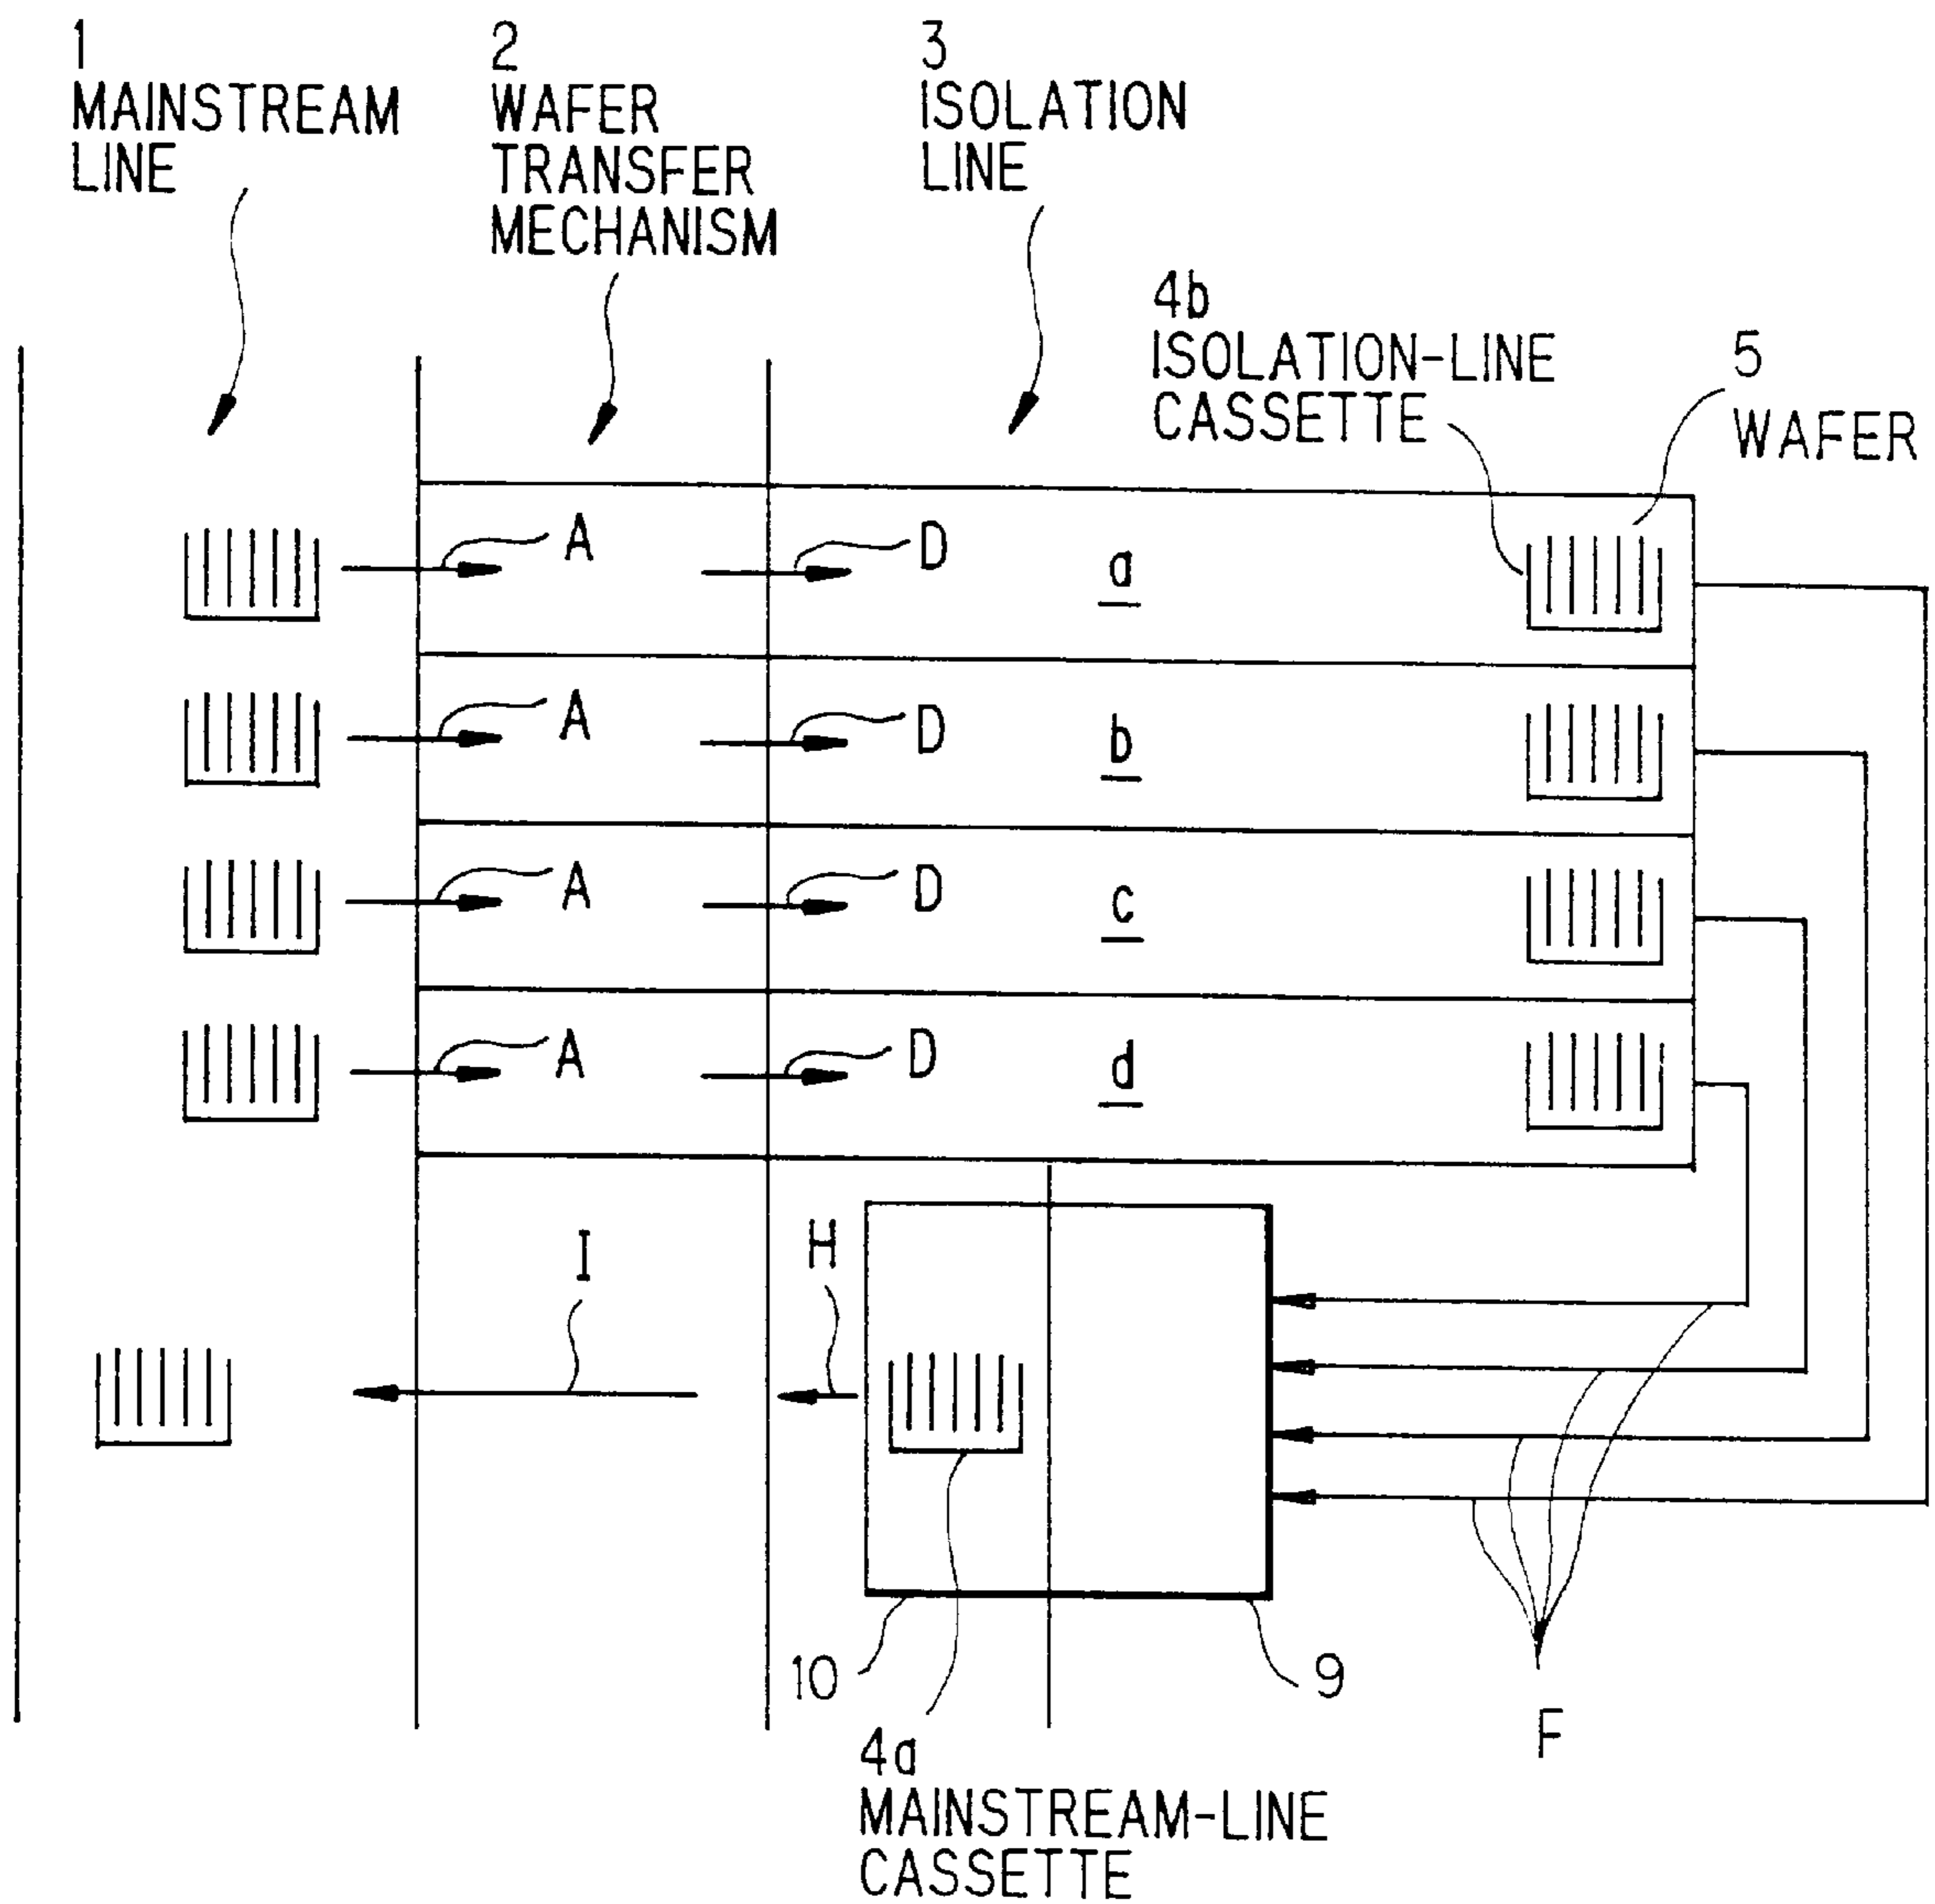 1
MAINSTREAM
LINE
2
WAFER
TRANSFER
MECHANISM
3
ISOLATION
LINE
4b
ISOLATION-LINE
CASSETTE
5
WAFER
A
D
a
A
D
b
A
D
c
A
D
d
I
H
10
9
4a
MAINSTREAM-LINE
CASSETTE
F